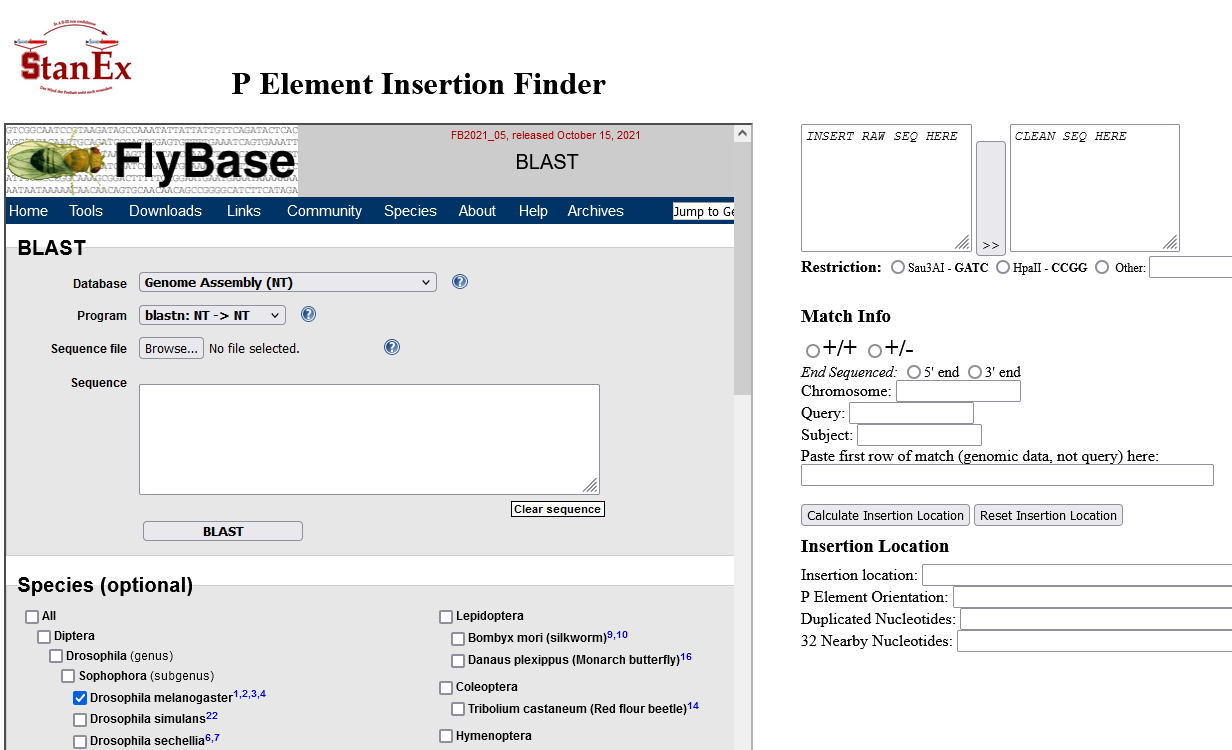 StanEx
P Element Insertion Finder
FlyBase
FB2021_05, released October 15, 2021
BLAST
Home Tools Downloads Links Community Species About Help Archives Jump to Ge
BLAST
Database Genome Assembly (NT) ?
Program blastn: NT -> NT ?
Sequence file Browse... No file selected. ?
Sequence
Clear sequence
BLAST
Species (optional)
All
Diptera
Drosophila (genus)
Sophophora (subgenus)
Drosophila melanogaster1,2,3,4
Drosophila simulans22
Drosophila sechellia6,7
Lepidoptera
Bombyx mori (silkworm)9,10
Danaus plexippus (Monarch butterfly)16
Coleoptera
Tribolium castaneum (Red flour beetle)14
Hymenoptera
INSERT RAW SEQ HERE >> CLEAN SEQ HERE
Restriction: Sau3AI - GATC HpaII - CCGG Other:
Match Info
+/+ +/-
End Sequenced: 5' end 3' end
Chromosome:
Query:
Subject:
Paste first row of match (genomic data, not query) here:
Calculate Insertion Location Reset Insertion Location
Insertion Location
Insertion location:
P Element Orientation:
Duplicated Nucleotides:
32 Nearby Nucleotides: